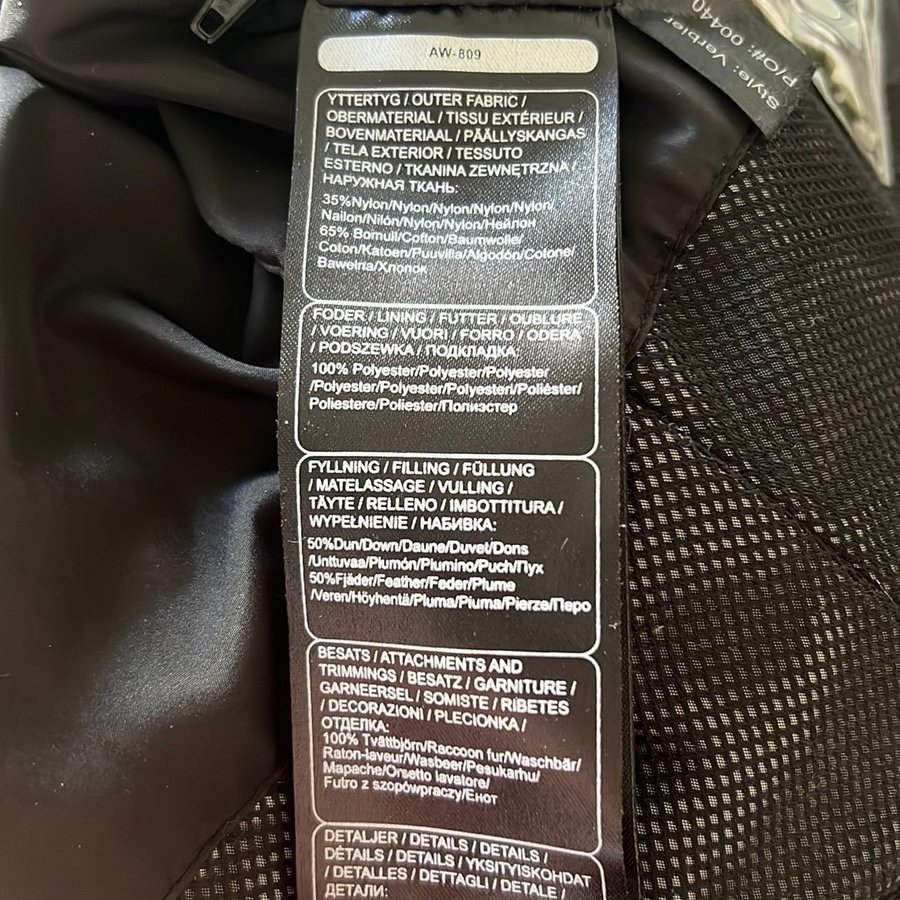 AW-809
YTTERTYG / OUTER FABRIC /
OBERMATERIAL / TISSU EXTÉRIEUR /
BOVENMATERIAAL / PÄÄLLYSKANGAS
/ TELA EXTERIOR / TESSUTO
ESTERNO / TKANINA ZEWNĘTRZNA /
НАРУЖНАЯ ТКАНЬ:
35%Nylon/Nylon/Nylon/Nylon/Nylon/
Nailon/Nilón/Nylon/Nylon/Нейлон
65% Bomull/Cotton/Baumwolle/
Coton/Katoen/Puuvilla/Algodón/Cotone/
Bawełna/Хлопок
FODER / LINING / FUTTER / DUBLURE
/ VOERING / VUORI / FORRO / ODERA
/ PODSZEWKA / ПОДКЛАДКА:
100% Polyester/Polyester/Polyester
/Polyester/Polyester/Polyesteri/Poliéster/
Poliestere/Poliester/Полиэстер
FYLLNING / FILLING / FÜLLUNG
/ MATELASSAGE / VULLING /
TÄYTE / RELLENO / IMBOTTITURA /
WYPEŁNIENIE / НАБИВКА:
50%Dun/Down/Daune/Duvet/Dons
/Untuvaa/Plumón/Piumino/Puch/Пух
50%Fjäder/Feather/Feder/Plume
/Veren/Höyhentä/Pluma/Piuma/Pierze/Перо
BESATS / ATTACHMENTS AND
TRIMMINGS / BESATZ / GARNITURE /
GARNEERSEL / SOMISTE / RIBETES
/ DECORAZIONI / PLECIONKA /
ОТДЕЛКА:
100% Tvättbjörn/Raccoon fur/Waschbär/
Raton-laveur/Wasbeer/Pesukarhu/
Mapache/Orsetto lavatore/
Futro z szopówpraczy/Енот
DETALJER / DETAILS / DETAILS /
DÉTAILS / DETAILS / YKSITYISKOHDAT
/ DETALLES / DETTAGLI / DETALE /
ДЕТАЛИ:
Style: Verbier
P/O#: 00440